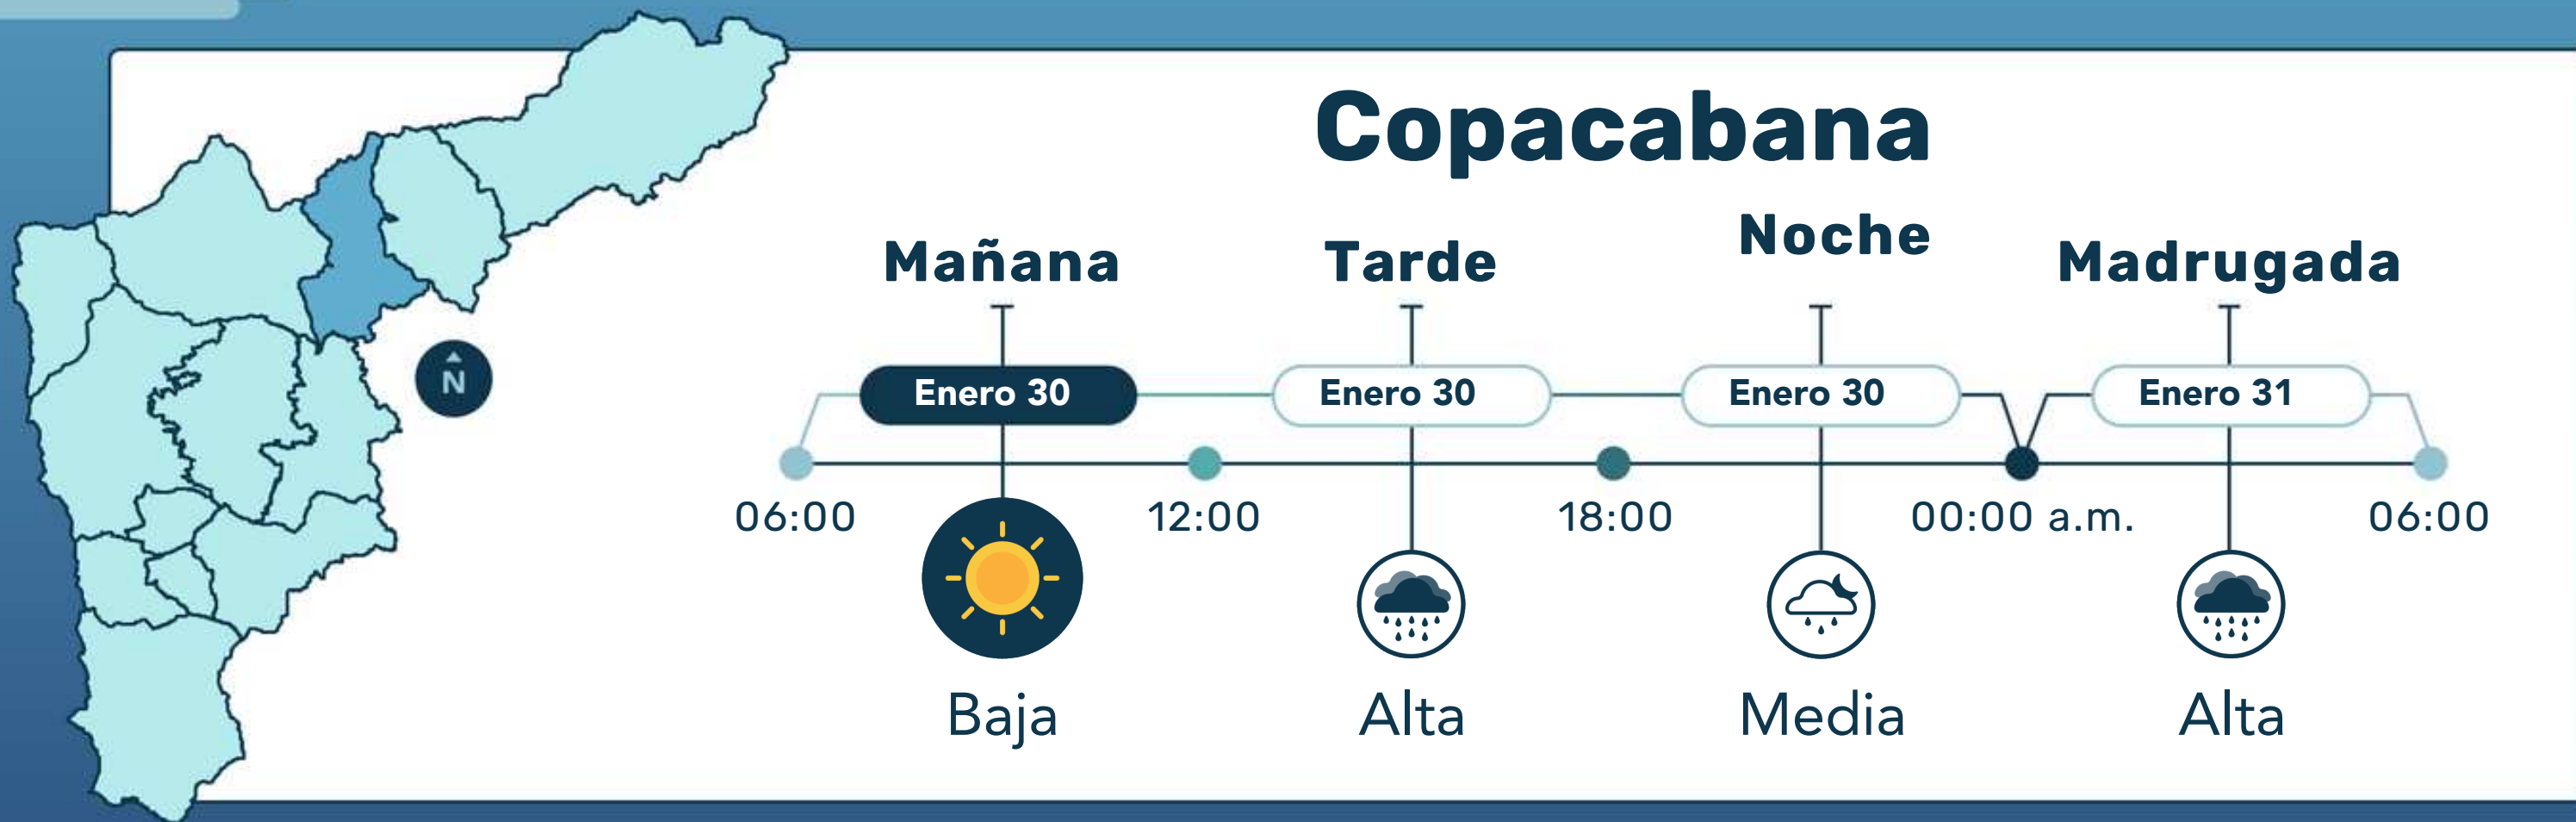 Copacabana
Mañana
Tarde
Noche
Madrugada
Enero 30
Enero 30
Enero 30
Enero 31
N
06:00
12:00
18:00
00:00 a.m.
06:00
Baja
Alta
Media
Alta